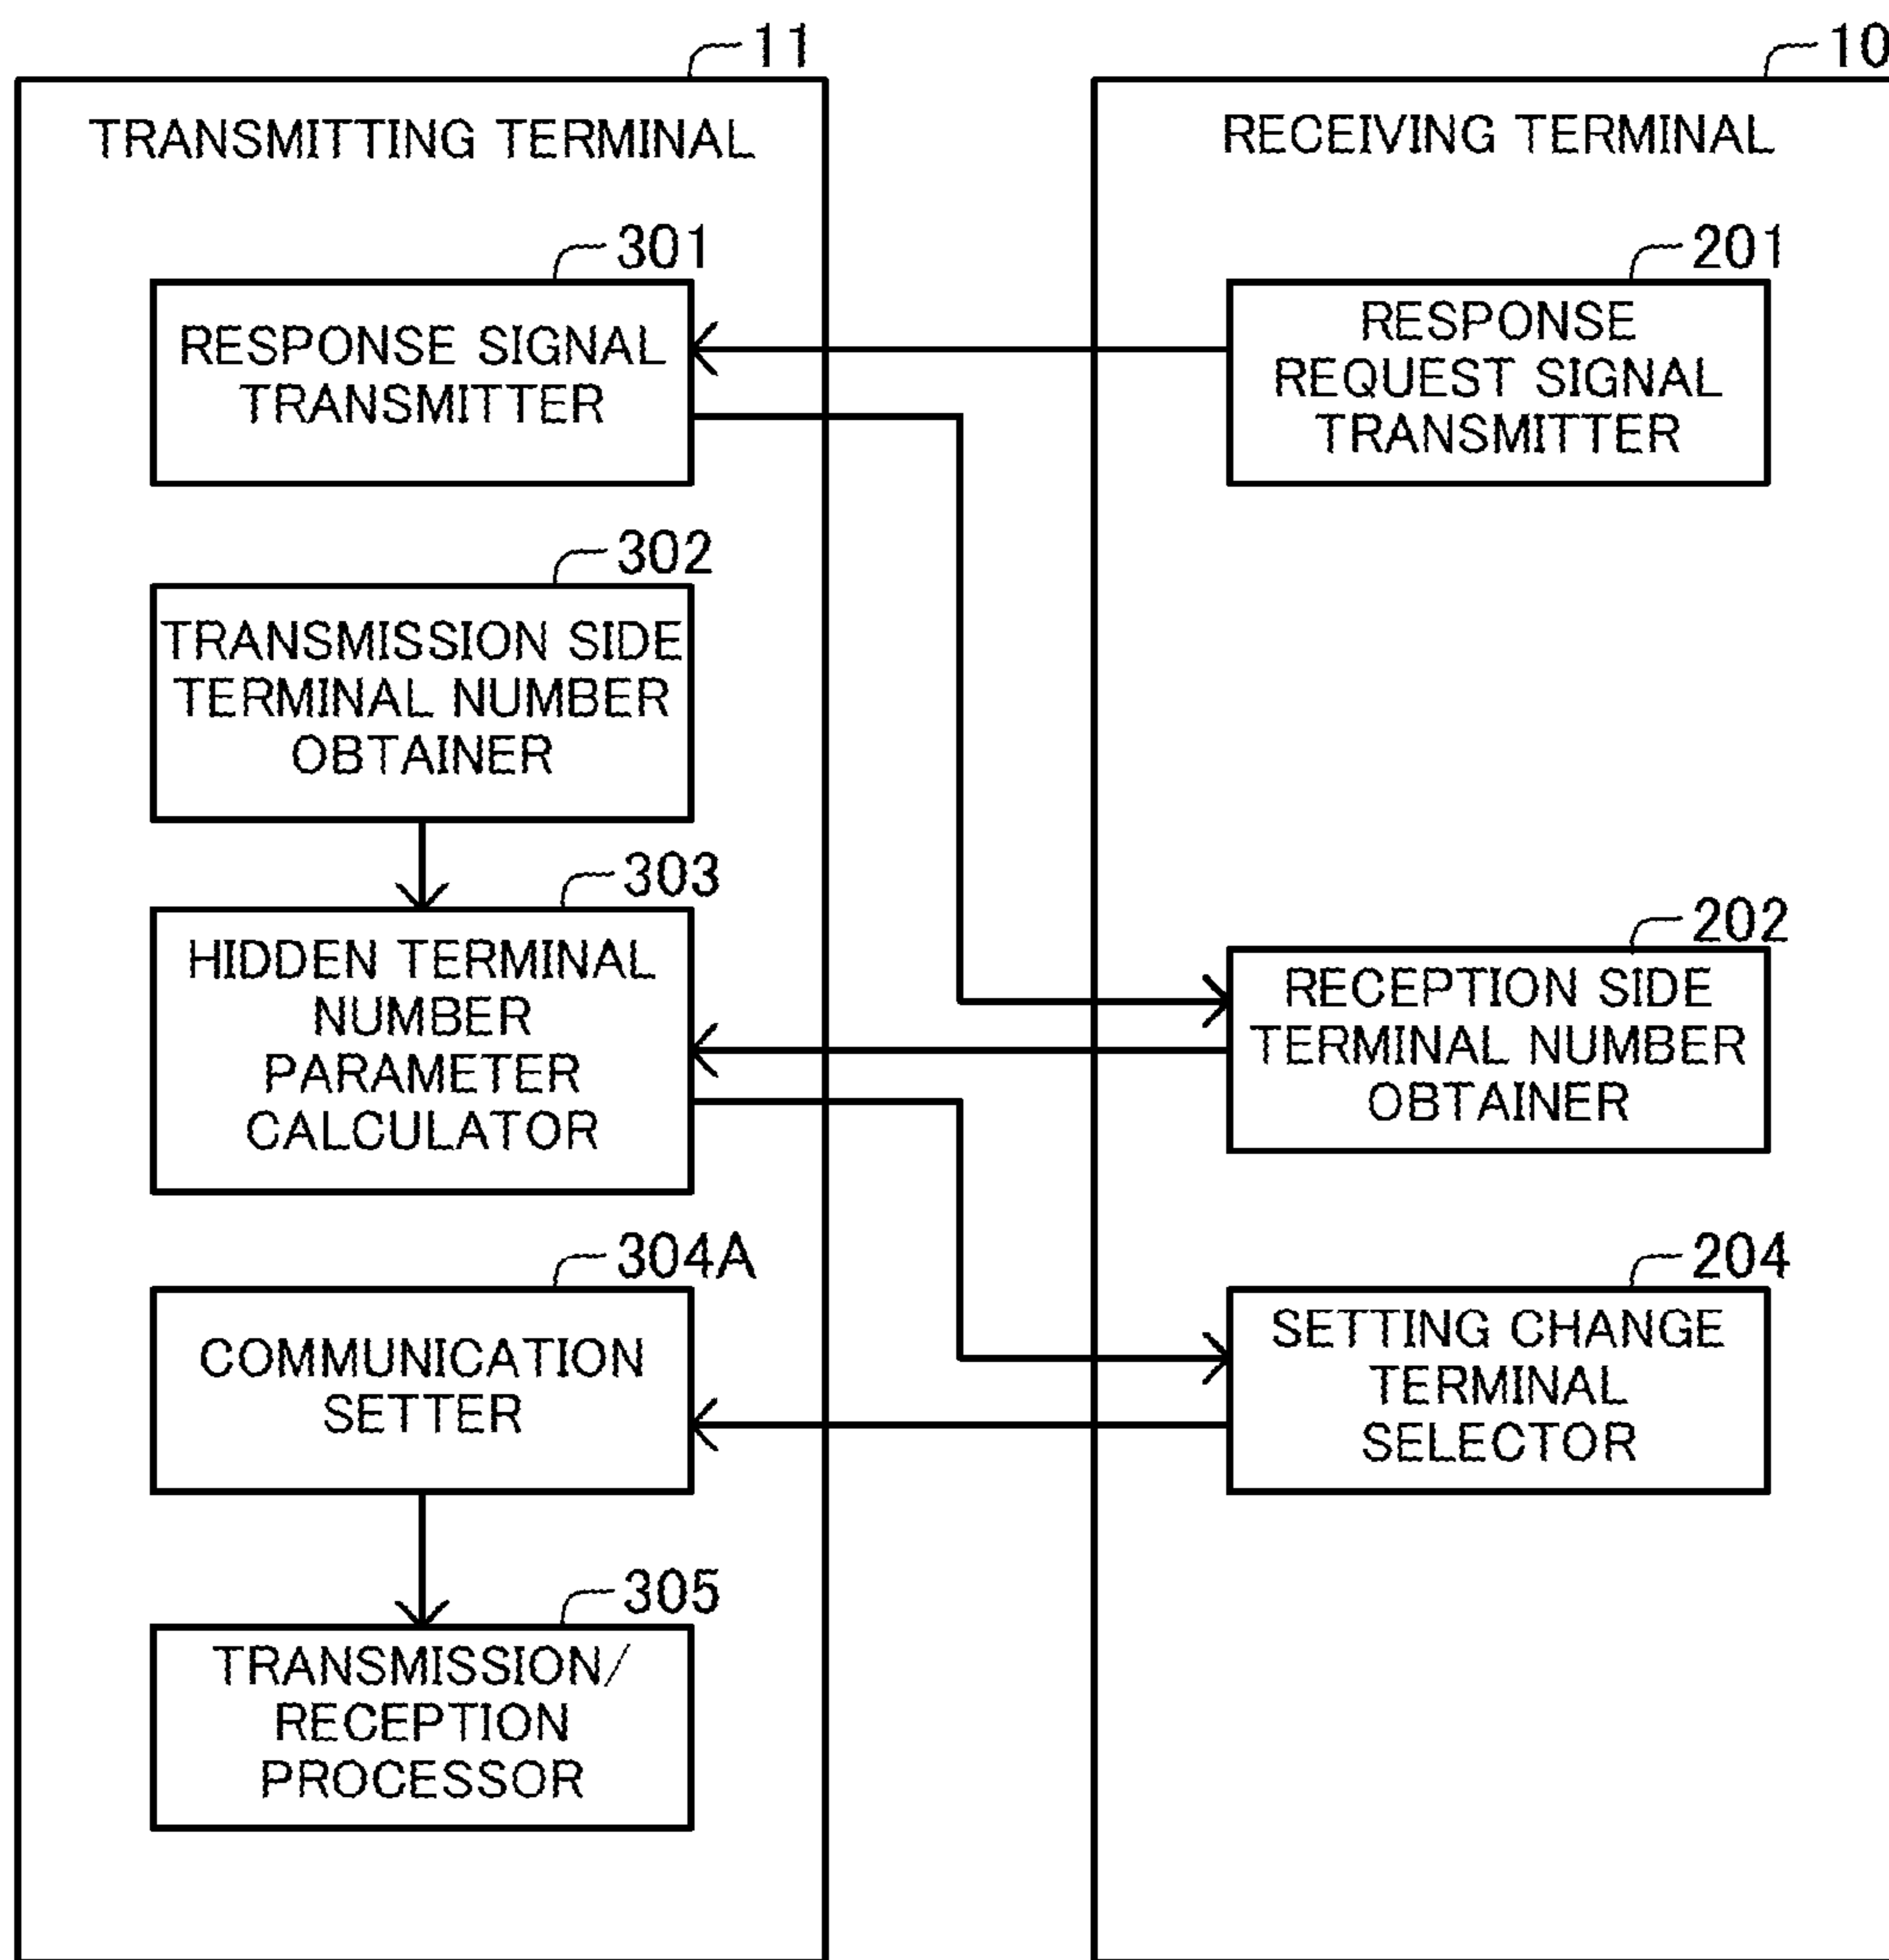 11
TRANSMITTING TERMINAL
301
RESPONSE SIGNAL
TRANSMITTER
302
TRANSMISSION SIDE
TERMINAL NUMBER
OBTAINER
303
HIDDEN TERMINAL
NUMBER
PARAMETER
CALCULATOR
304A
COMMUNICATION
SETTER
305
TRANSMISSION/
RECEPTION
PROCESSOR
10
RECEIVING TERMINAL
201
RESPONSE
REQUEST SIGNAL
TRANSMITTER
202
RECEPTION SIDE
TERMINAL NUMBER
OBTAINER
204
SETTING CHANGE
TERMINAL
SELECTOR